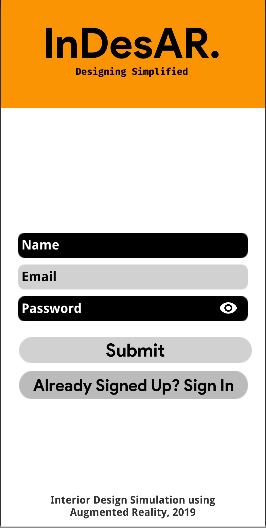 InDesAR.
Designing Simplified
Name
Email
Password
Submit
Already Signed Up? Sign In
Interior Design Simulation using
Augmented Reality, 2019